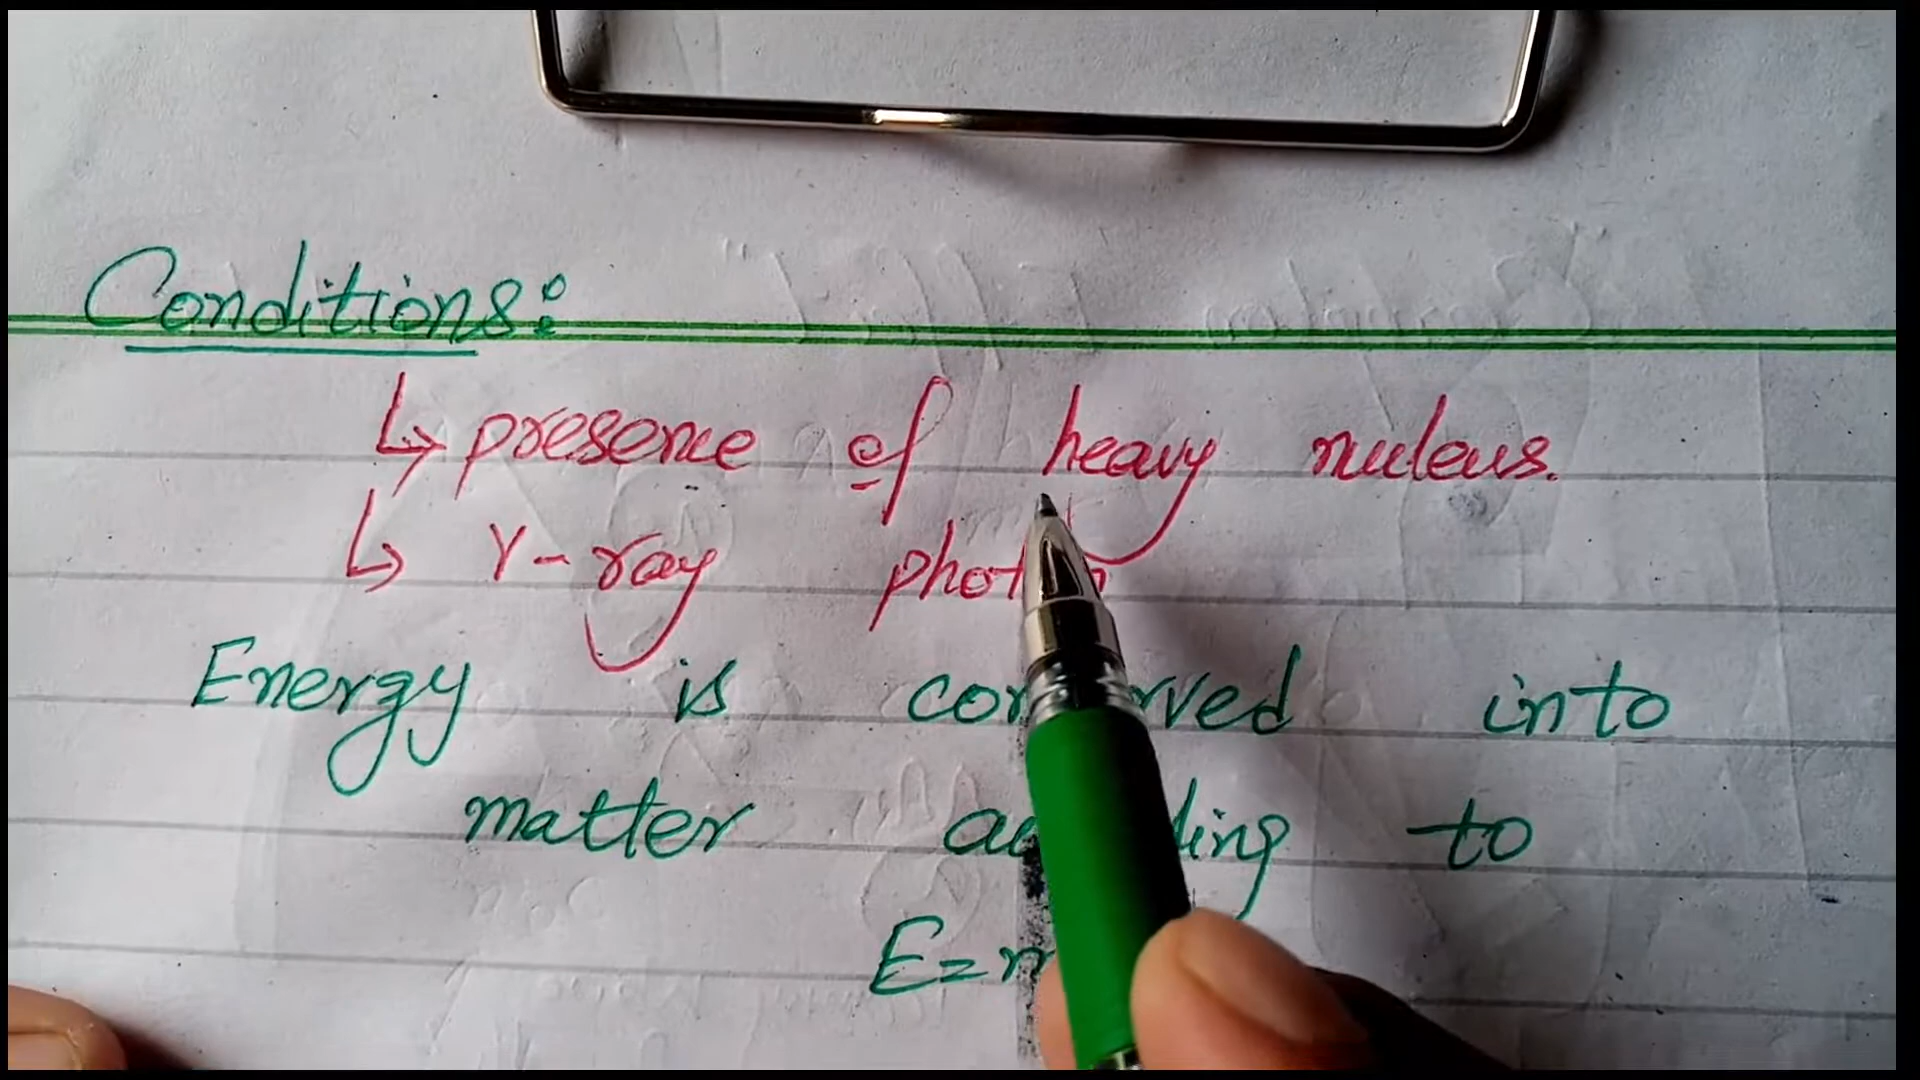 Conditions:
↳ presence of heavy nucleus.
↳ γ-ray
Energy is into
matter to